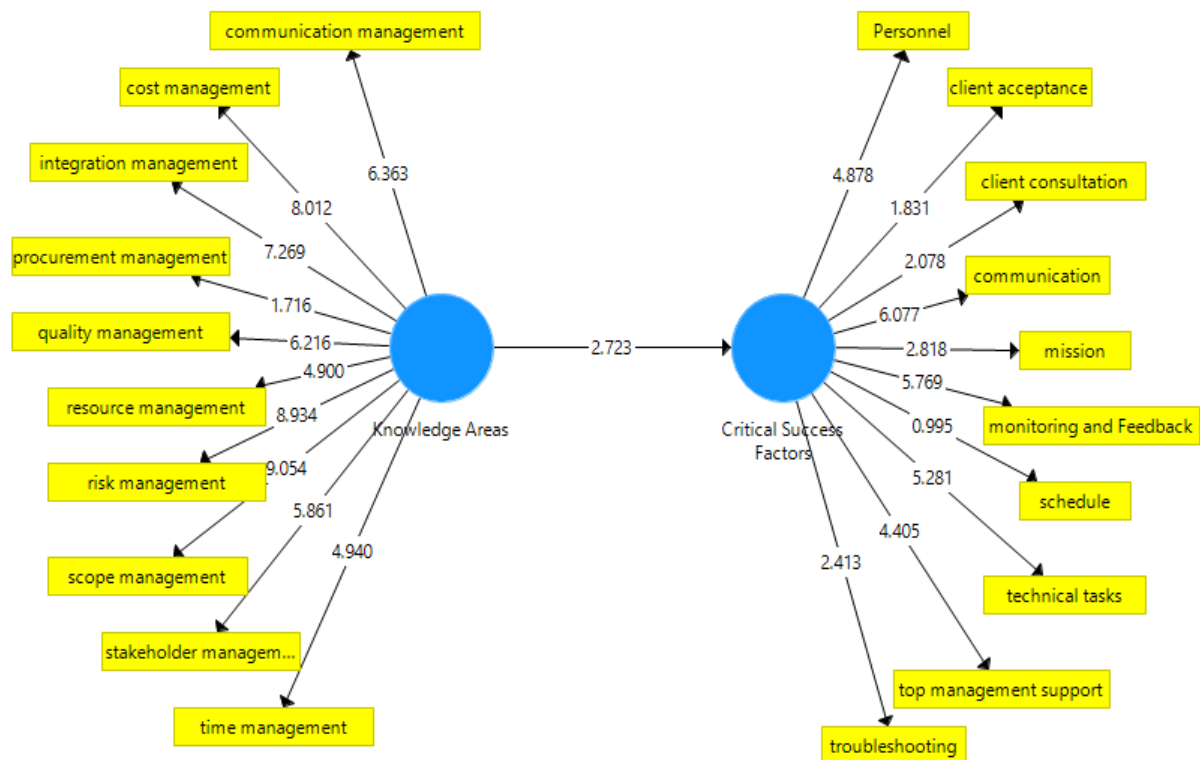 communication management
cost management
integration management
procurement management
quality management
resource management
risk management
scope management
stakeholder managem...
time management
6.363
8.012
7.269
1.716
6.216
4.900
8.934
9.054
5.861
4.940
Knowledge Areas
2.723
Critical Success
Factors
4.878
1.831
2.078
6.077
2.818
5.769
0.995
5.281
4.405
2.413
Personnel
client acceptance
client consultation
communication
mission
monitoring and Feedback
schedule
technical tasks
top management support
troubleshooting